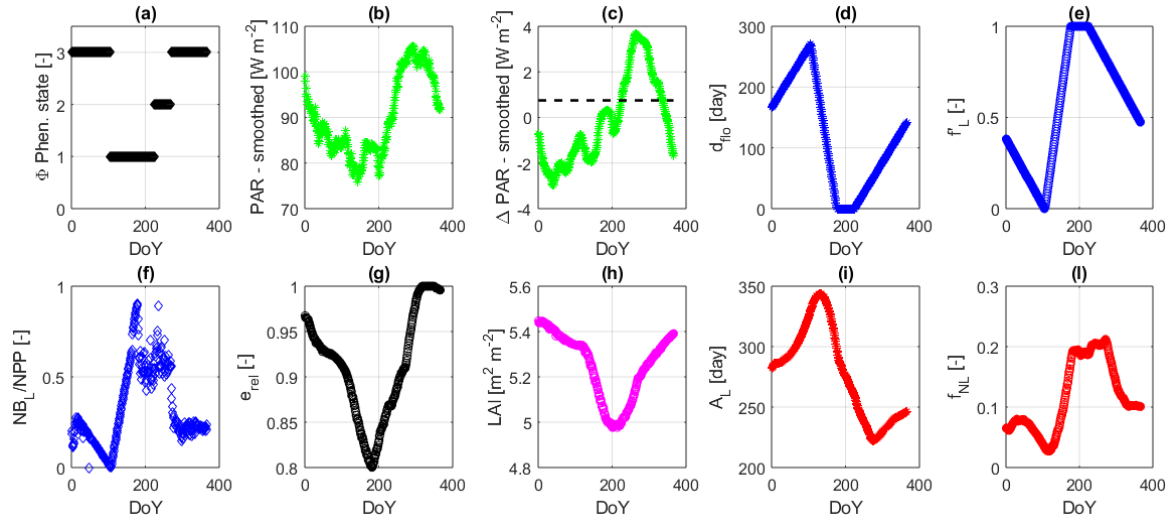 (a)
Φ Phen. state [-]
3
2
1
0
0 200 400
DoY
(b)
PAR - smoothed [W m⁻²]
110
100
90
80
70
0 200 400
DoY
(c)
Δ PAR - smoothed [W m⁻²]
4
2
0
-2
-4
0 200 400
DoY
(d)
d_flo [day]
300
250
200
150
100
50
0
0 200 400
DoY
(e)
f'_L [-]
1
0.5
0
0 200 400
DoY
(f)
NB_L/NPP [-]
1
0.5
0
0 200 400
DoY
(g)
e_rel [-]
1
0.95
0.9
0.85
0.8
0 200 400
DoY
(h)
LAI [m² m⁻²]
5.6
5.4
5.2
5
4.8
0 200 400
DoY
(i)
A_L [day]
350
300
250
200
0 200 400
DoY
(l)
f_NL [-]
0.3
0.2
0.1
0
0 200 400
DoY